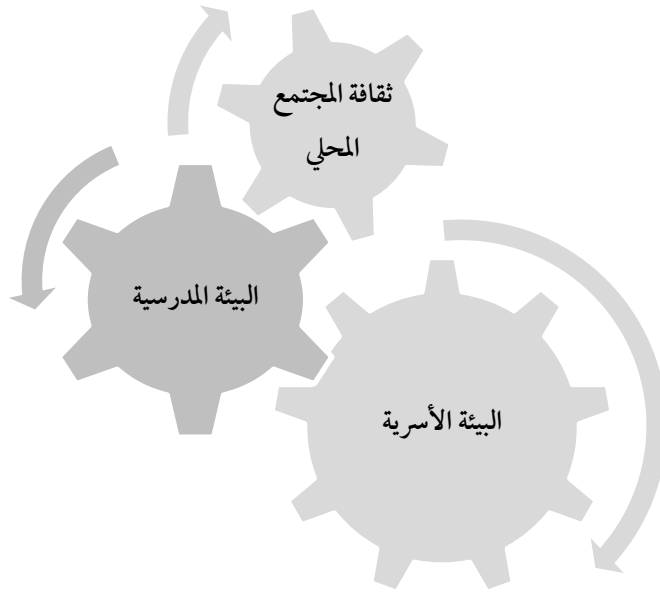 ثقافة المجتمع
المحلي
البيئة المدرسية
البيئة الأسرية